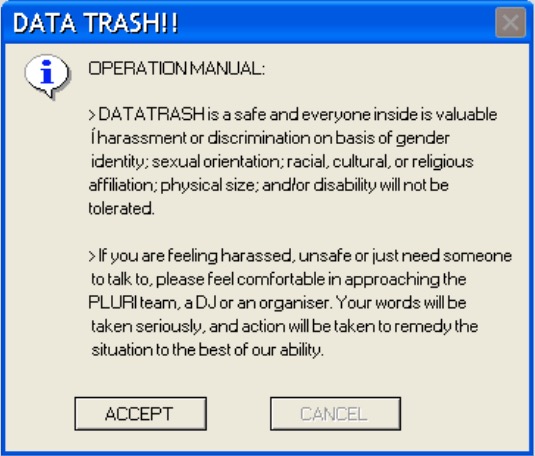 DATA TRASH!!
OPERATION MANUAL:
>DATATRASH is a safe and everyone inside is valuable
Íharassment or discrimination on basis of gender
identity; sexual orientation; racial, cultural, or religious
affiliation; physical size; and/or disability will not be
tolerated.
>If you are feeling harassed, unsafe or just need someone
to talk to, please feel comfortable in approaching the
PLURI team, a DJ or an organiser. Your words will be
taken seriously, and action will be taken to remedy the
situation to the best of our ability.
ACCEPT
CANCEL